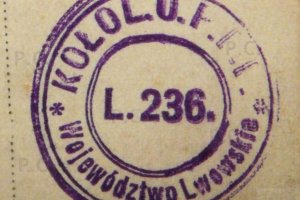 KOŁO L.O.P.P.
L. 236.
* Województwo Lwowskie *